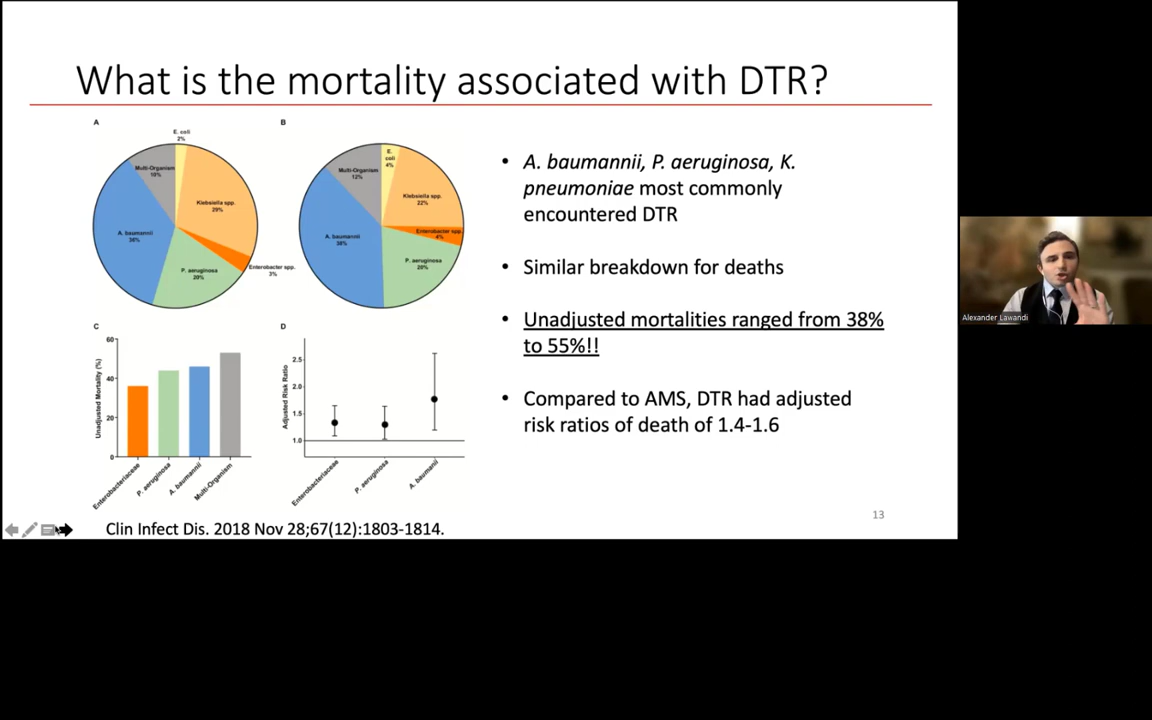 What is the mortality associated with DTR?
A
E. coli
2%
Multi-Organism
10%
Klebsiella spp.
29%
A. baumannii
36%
P. aeruginosa
20%
Enterobacter spp.
3%
B
E.
coli
4%
Multi-Organism
12%
Klebsiella spp.
22%
Enterobacter spp.
4%
A. baumannii
38%
P. aeruginosa
20%
C
Unadjusted Mortality (%)
60
40
20
0
Enterobacteriaceae
P. aeruginosa
A. baumannii
Multi-Organism
D
Adjusted Risk Ratio
2.5
2.0
1.5
1.0
Enterobacteriaceae
P. aeruginosa
A. baumanii
• A. baumannii, P. aeruginosa, K.
pneumoniae most commonly
encountered DTR
• Similar breakdown for deaths
• Unadjusted mortalities ranged from 38%
to 55%!!
• Compared to AMS, DTR had adjusted
risk ratios of death of 1.4-1.6
13
Clin Infect Dis. 2018 Nov 28;67(12):1803-1814.
Alexander Lawandi